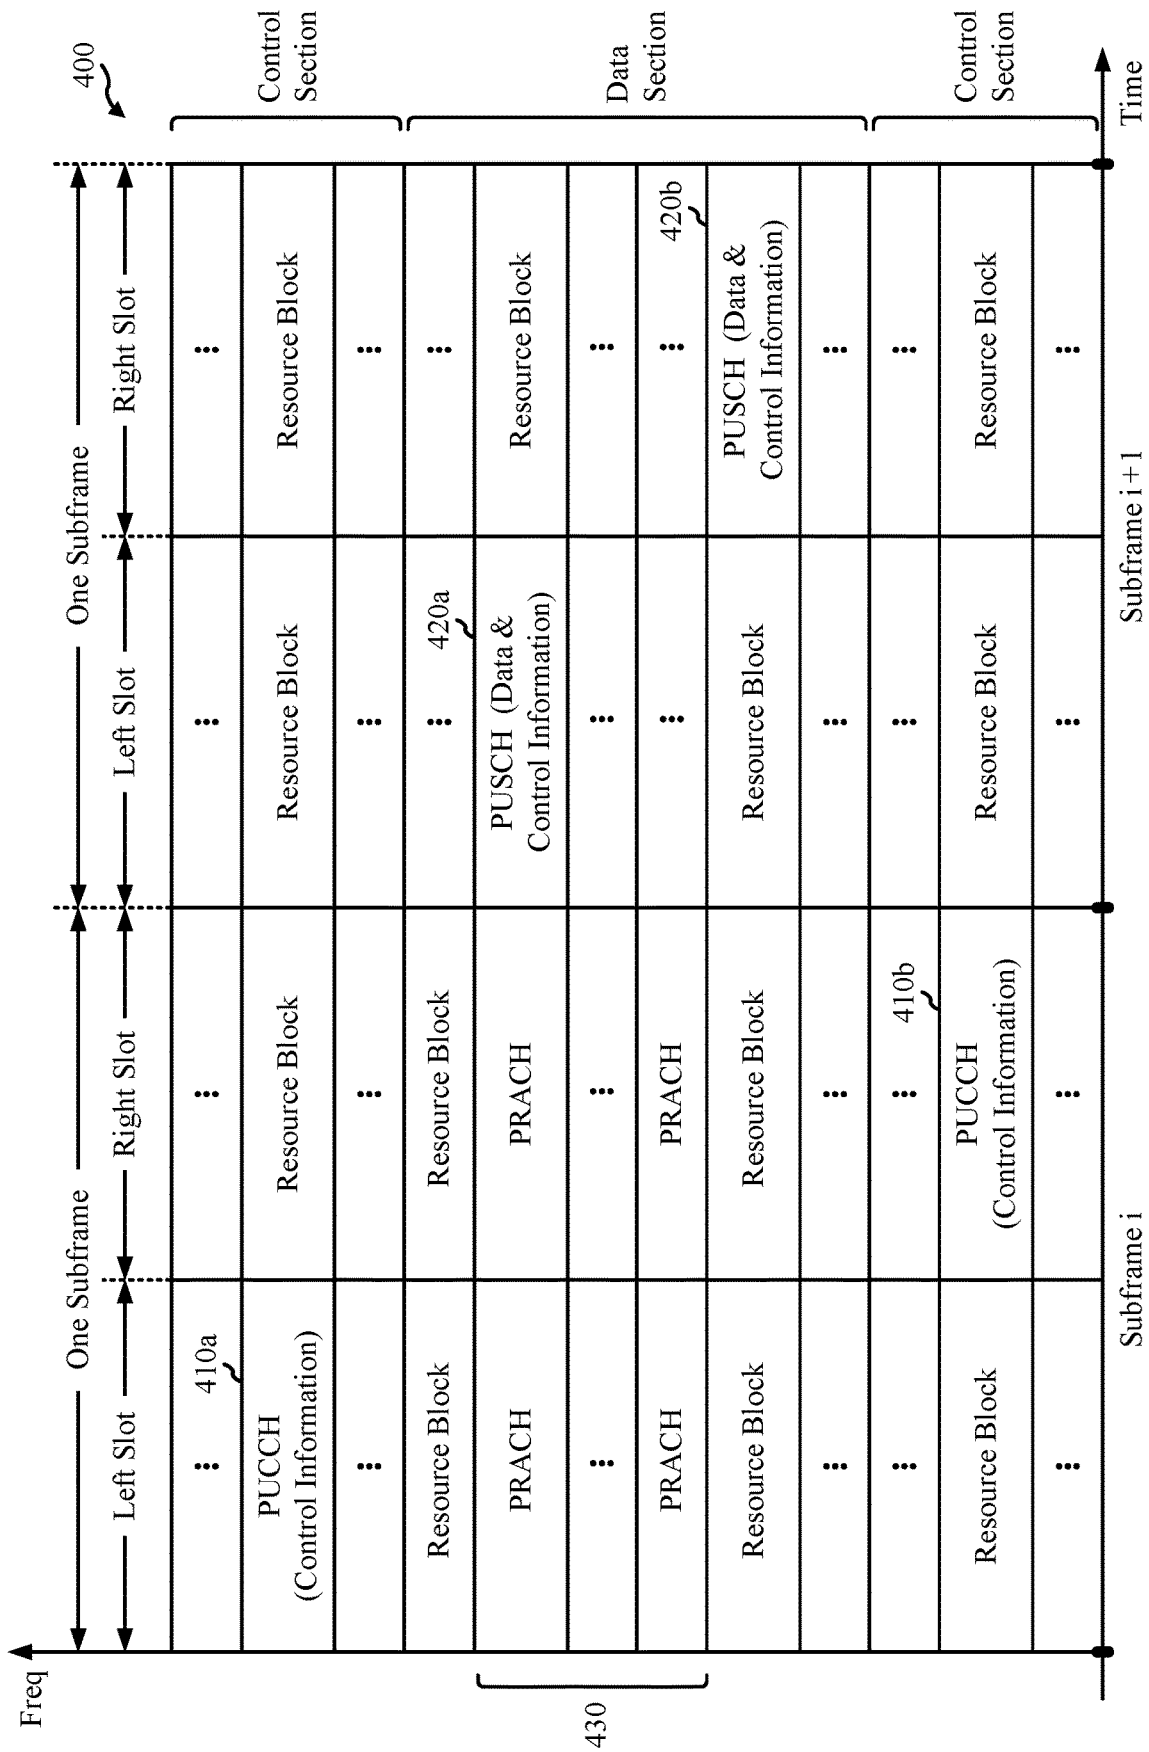 400
Freq
One Subframe
One Subframe
Left Slot
Right Slot
Left Slot
Right Slot
...
410a
...
...
...
Control
Section
PUCCH
(Control Information)
Resource Block
Resource Block
Resource Block
...
...
...
...
Resource Block
Resource Block
...
420a
...
Data
Section
430
PRACH
PRACH
PUSCH (Data &
Control Information)
Resource Block
...
...
...
...
PRACH
PRACH
...
...
420b
Resource Block
Resource Block
Resource Block
PUSCH (Data &
Control Information)
...
...
...
...
...
...
410b
...
...
Control
Section
Resource Block
PUCCH
(Control Information)
Resource Block
Resource Block
...
...
...
...
Subframe i
Subframe i + 1
Time